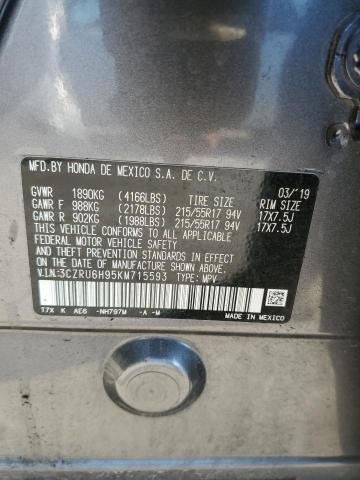 MFD.BY HONDA DE MEXICO S.A. DE C.V.
03/'19
GVWR 1890KG (4166LBS) TIRE SIZE RIM SIZE
GAWR F 988KG (2178LBS) 215/55R17 94V 17X7.5J
GAWR R 902KG (1988LBS) 215/55R17 94V 17X7.5J
THIS VEHICLE CONFORMS TO ALL APPLICABLE
FEDERAL MOTOR VEHICLE SAFETY, BUMPER,
AND THEFT PREVENTION STANDARDS IN EFFECT
ON THE DATE OF MANUFACTURE SHOWN ABOVE.
V.I.N:3CZRU6H95KM715593 TYPE: MPV
17X K AE6 -NH797M -A -M
MADE IN MEXICO